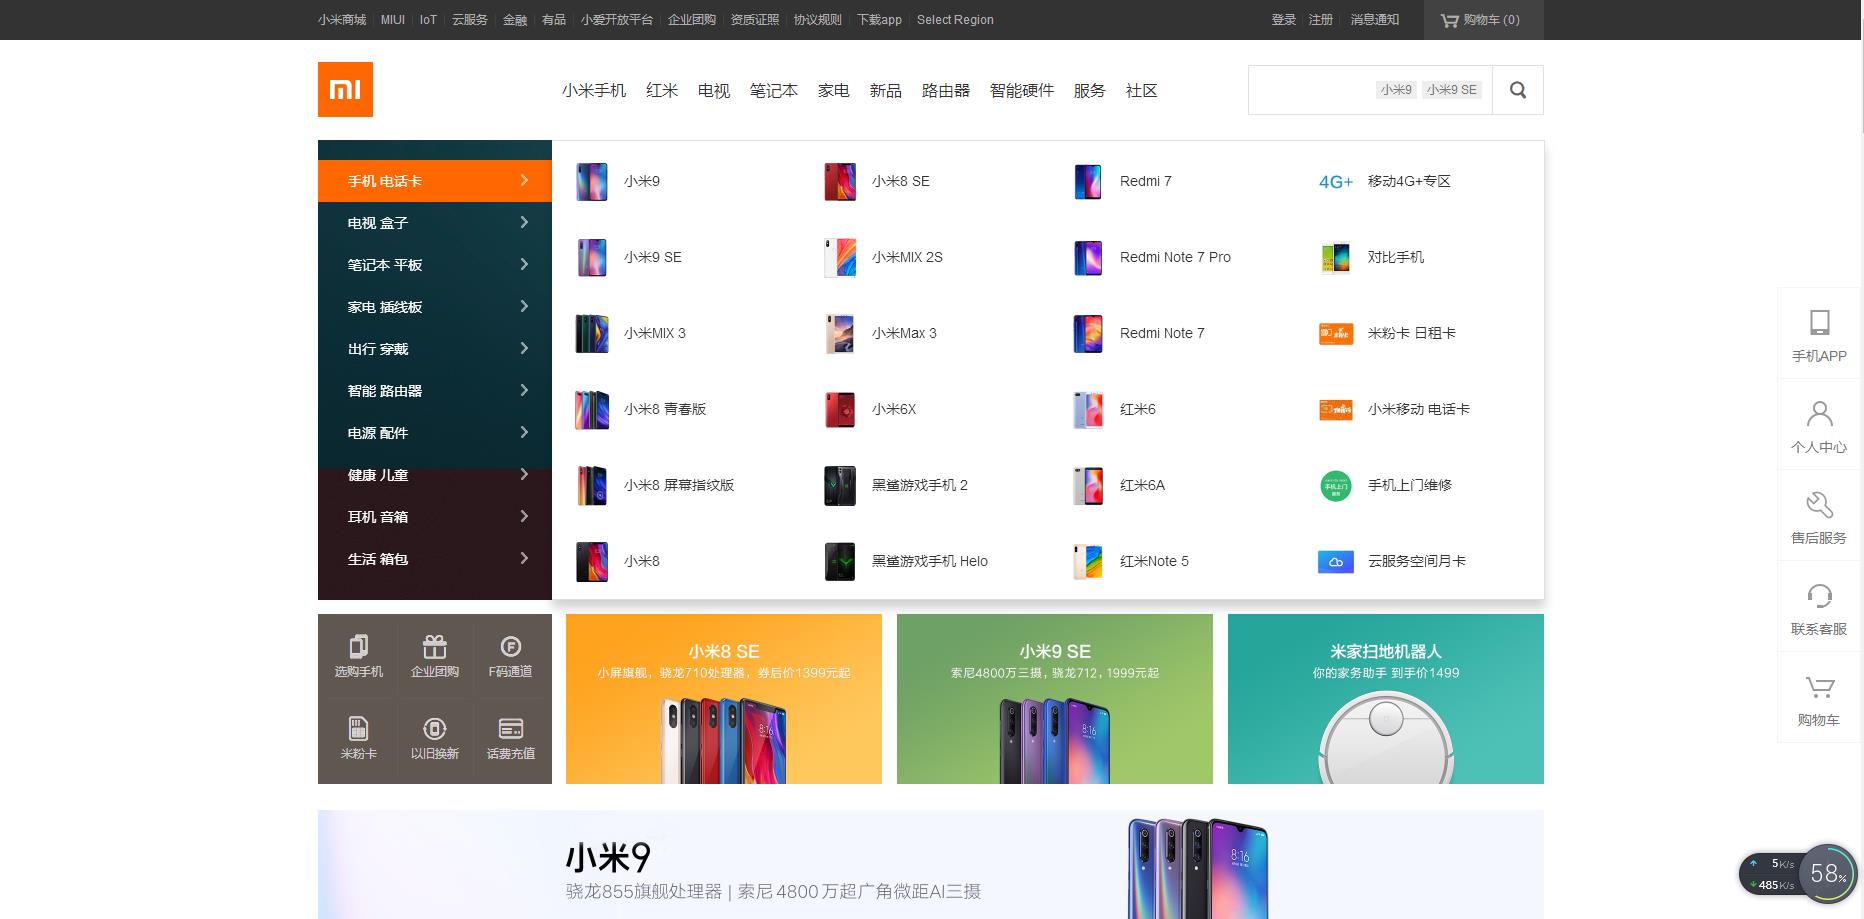 小米商城 MIUI IoT 云服务 金融 有品 小爱开放平台 企业团购 资质证照 协议规则 下载app Select Region 登录 注册 消息通知 购物车 (0)
小米手机 红米 电视 笔记本 家电 新品 路由器 智能硬件 服务 社区 小米9 小米9 SE
手机 电话卡
电视 盒子
笔记本 平板
家电 插线板
出行 穿戴
智能 路由器
电源 配件
健康 儿童
耳机 音箱
生活 箱包
小米9 小米8 SE Redmi 7 4G+ 移动4G+专区
小米9 SE 小米MIX 2S Redmi Note 7 Pro 对比手机
小米MIX 3 小米Max 3 Redmi Note 7 米粉卡 日租卡
小米8 青春版 小米6X 红米6 小米移动 电话卡
小米8 屏幕指纹版 黑鲨游戏手机 2 红米6A 手机上门维修
小米8 黑鲨游戏手机 Helo 红米Note 5 云服务空间月卡
选购手机 企业团购 F码通道
米粉卡 以旧换新 话费充值
小米8 SE
小屏旗舰，骁龙710处理器，券后价1399元起
8:16
小米9 SE
索尼4800万三摄，骁龙712，1999元起
8:16
米家扫地机器人
你的家务助手 到手价1499
小米9
骁龙855旗舰处理器 | 索尼 4800 万超广角微距AI三摄
8:16
手机APP
个人中心
售后服务
联系客服
购物车
5K/s
485K/s
58%